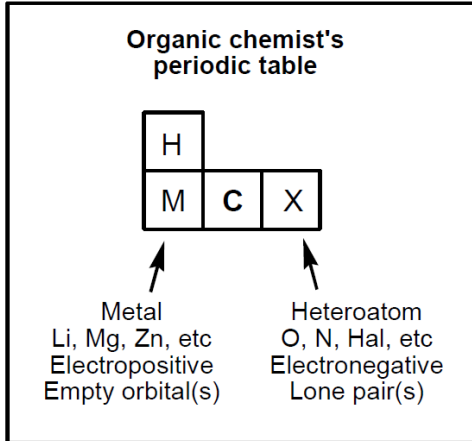 Organic chemist's
periodic table
H
M C X
Metal
Li, Mg, Zn, etc
Electropositive
Empty orbital(s)
Heteroatom
O, N, Hal, etc
Electronegative
Lone pair(s)